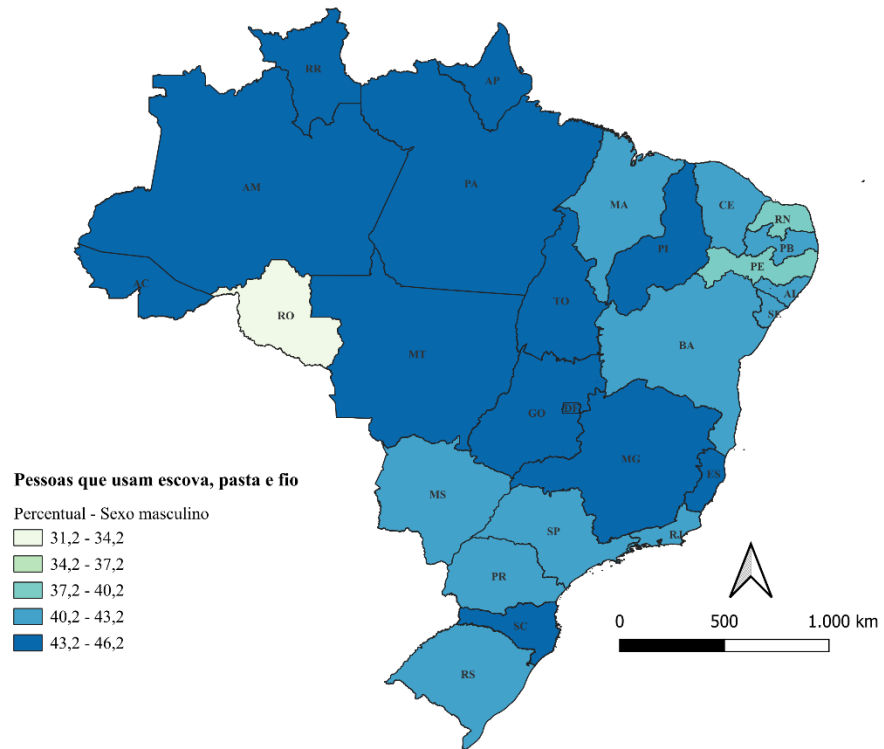 RR
AP
AM
PA
MA
CE
RN
PB
PI
PE
AC
TO
AL
RO
SE
BA
MT
GO
DF
MG
ES
MS
SP
RJ
PR
SC
RS
Pessoas que usam escova, pasta e fio
Percentual - Sexo masculino
31,2 - 34,2
34,2 - 37,2
37,2 - 40,2
40,2 - 43,2
43,2 - 46,2
0 500 1.000 km